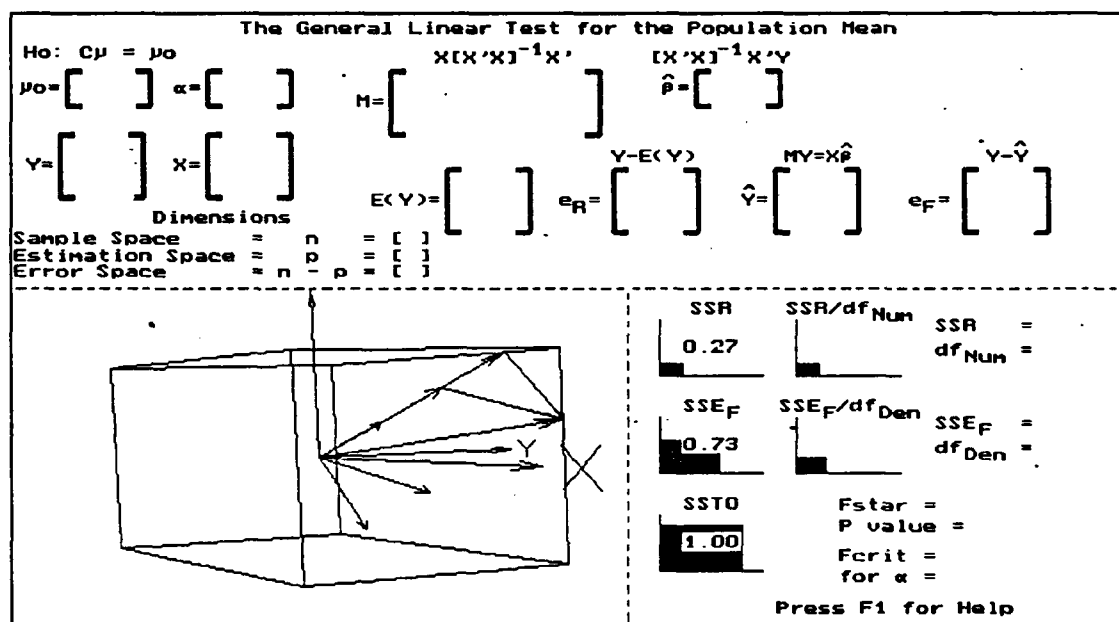 The General Linear Test for the Population Mean
Ho: Cμ = μo
X[X'X]⁻¹X' [X'X]⁻¹X'Y
μo=[ ] α=[ ] M=[ ] β̂=[ ]
Y=[ ] X=[ ]
Y-E(Y) MY=Xβ̂ Y-Ŷ
E(Y)=[ ] eR=[ ] Ŷ=[ ] eF=[ ]
Dimensions
Sample Space = n = [ ]
Estimation Space = p = [ ]
Error Space = n - p = [ ]
Y
X
SSR SSR/dfNum
0.27
SSR =
dfNum =
SSEF SSEF/dfDen
0.73
SSEF =
dfDen =
SSTO
1.00
Fstar =
P value =
Fcrit =
for α =
Press F1 for Help